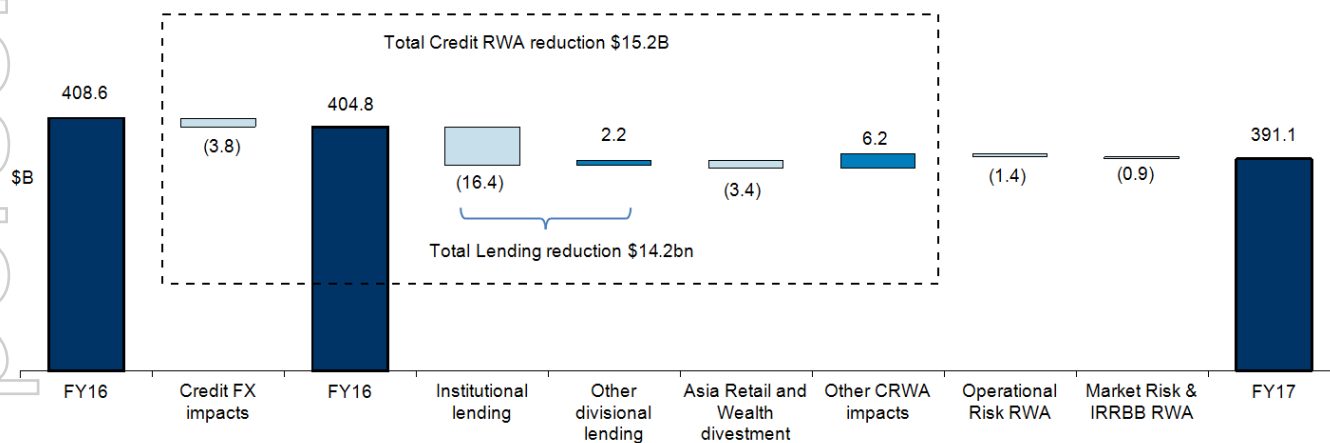 Total Credit RWA reduction $15.2B
408.6
404.8
(3.8)
2.2
6.2
391.1
$B
(16.4)
(3.4)
(1.4)
(0.9)
Total Lending reduction $14.2bn
FY16
Credit FX
impacts
FY16
Institutional
lending
Other
divisional
lending
Asia Retail and
Wealth
divestment
Other CRWA
impacts
Operational
Risk RWA
Market Risk &
IRRBB RWA
FY17